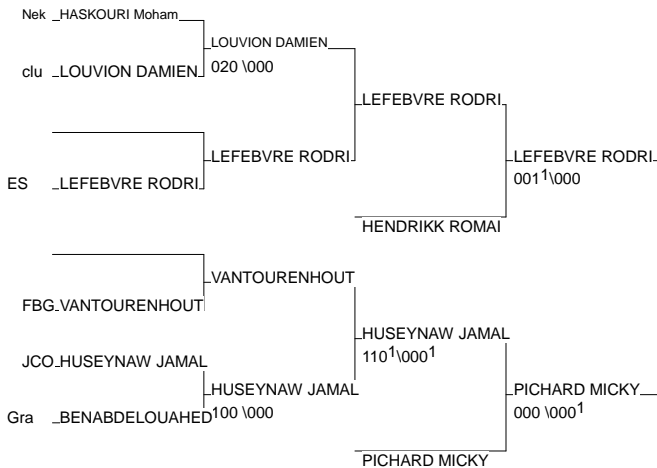 Nek HASKOURI Moham
LOUVION DAMIEN
020 \000
clu LOUVION DAMIEN
LEFEBVRE RODRI
LEFEBVRE RODRI
LEFEBVRE RODRI
001¹\000
ES LEFEBVRE RODRI
HENDRIKK ROMAI
VANTOURENHOUT
FBG VANTOURENHOUT
HUSEYNAW JAMAL
110¹\000¹
JCO HUSEYNAW JAMAL
HUSEYNAW JAMAL
100 \000
PICHARD MICKY
000 \000¹
Gra BENABDELOUAHED
PICHARD MICKY